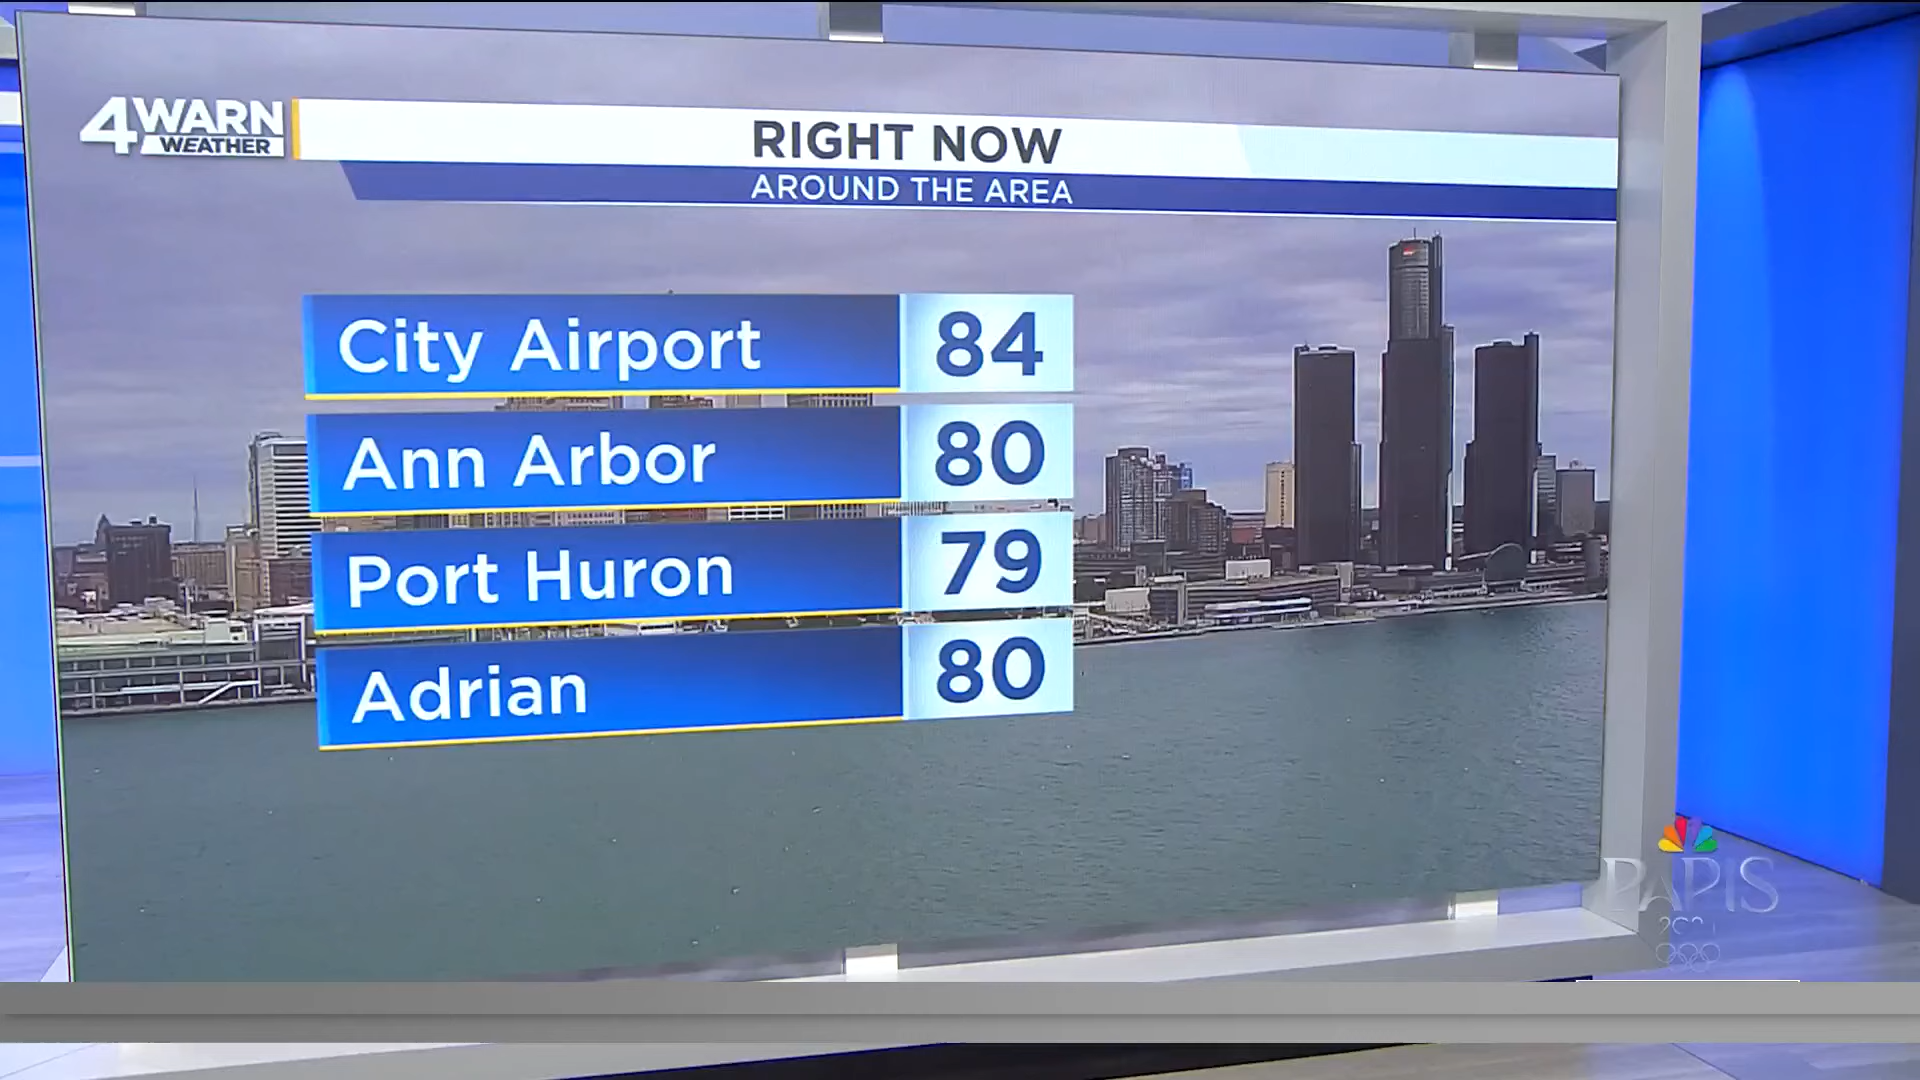 4WARN
WEATHER
RIGHT NOW
AROUND THE AREA
City Airport 84
Ann Arbor 80
Port Huron 79
Adrian 80
PARIS